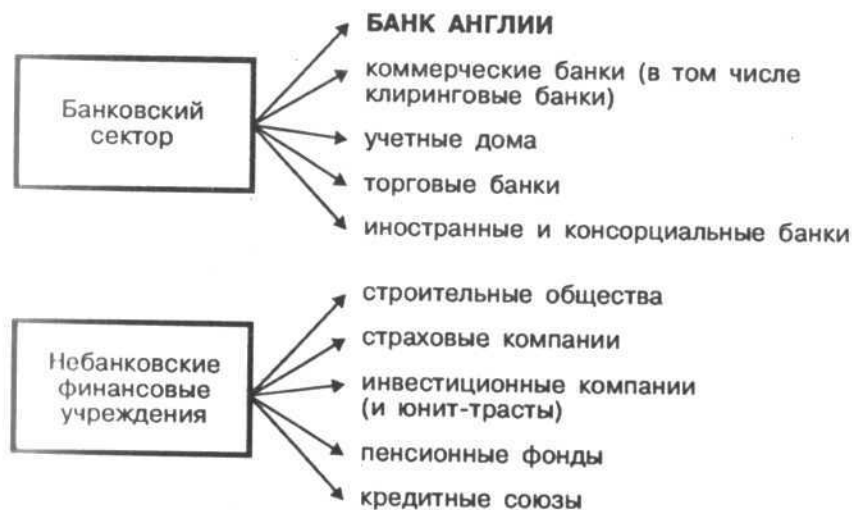 БАНК АНГЛИИ
коммерческие банки (в том числе
клиринговые банки)
Банковский
сектор
учетные дома
торговые банки
иностранные и консорциальные банки
строительные общества
страховые компании
Небанковские
финансовые
учреждения
инвестиционные компании
(и юнит-трасты)
пенсионные фонды
кредитные союзы